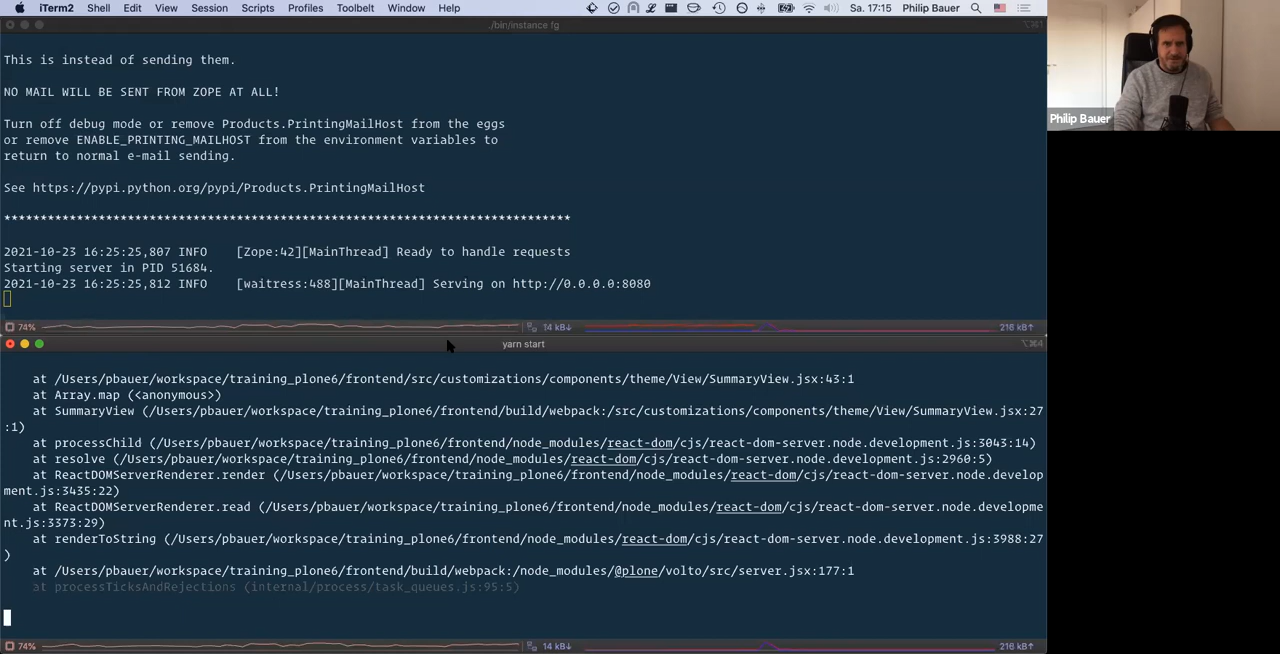 iTerm2 Shell Edit View Session Scripts Profiles Toolbelt Window Help Sa. 17:15 Philip Bauer
./bin/instance fg ⌥⌘1
This is instead of sending them.
NO MAIL WILL BE SENT FROM ZOPE AT ALL!
Turn off debug mode or remove Products.PrintingMailHost from the eggs
or remove ENABLE_PRINTING_MAILHOST from the environment variables to
return to normal e-mail sending.
See https://pypi.python.org/pypi/Products.PrintingMailHost
*******************************************************************************
2021-10-23 16:25:25,807 INFO    [Zope:42][MainThread] Ready to handle requests
Starting server in PID 51684.
2021-10-23 16:25:25,812 INFO    [waitress:488][MainThread] Serving on http://0.0.0.0:8080
74% 14 kB↓ 216 kB↑
yarn start ⌥⌘4
at /Users/pbauer/workspace/training_plone6/frontend/src/customizations/components/theme/View/SummaryView.jsx:43:1
at Array.map (<anonymous>)
at SummaryView (/Users/pbauer/workspace/training_plone6/frontend/build/webpack:/src/customizations/components/theme/View/SummaryView.jsx:27
:1)
at processChild (/Users/pbauer/workspace/training_plone6/frontend/node_modules/react-dom/cjs/react-dom-server.node.development.js:3043:14)
at resolve (/Users/pbauer/workspace/training_plone6/frontend/node_modules/react-dom/cjs/react-dom-server.node.development.js:2960:5)
at ReactDOMServerRenderer.render (/Users/pbauer/workspace/training_plone6/frontend/node_modules/react-dom/cjs/react-dom-server.node.develop
ment.js:3435:22)
at ReactDOMServerRenderer.read (/Users/pbauer/workspace/training_plone6/frontend/node_modules/react-dom/cjs/react-dom-server.node.developme
nt.js:3373:29)
at renderToString (/Users/pbauer/workspace/training_plone6/frontend/node_modules/react-dom/cjs/react-dom-server.node.development.js:3988:27
)
at /Users/pbauer/workspace/training_plone6/frontend/build/webpack:/node_modules/@plone/volto/src/server.jsx:177:1
at processTicksAndRejections (internal/process/task_queues.js:95:5)
74% 14 kB↓ 216 kB↑
Philip Bauer